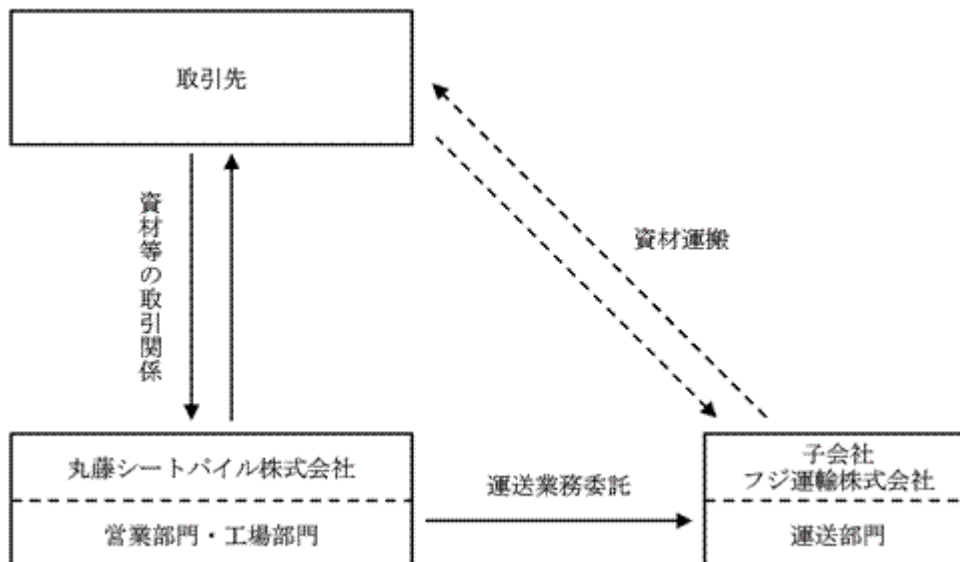 取引先
資材等の取引関係
資材運搬
丸藤シートパイル株式会社
営業部門・工場部門
運送業務委託
子会社
フジ運輸株式会社
運送部門